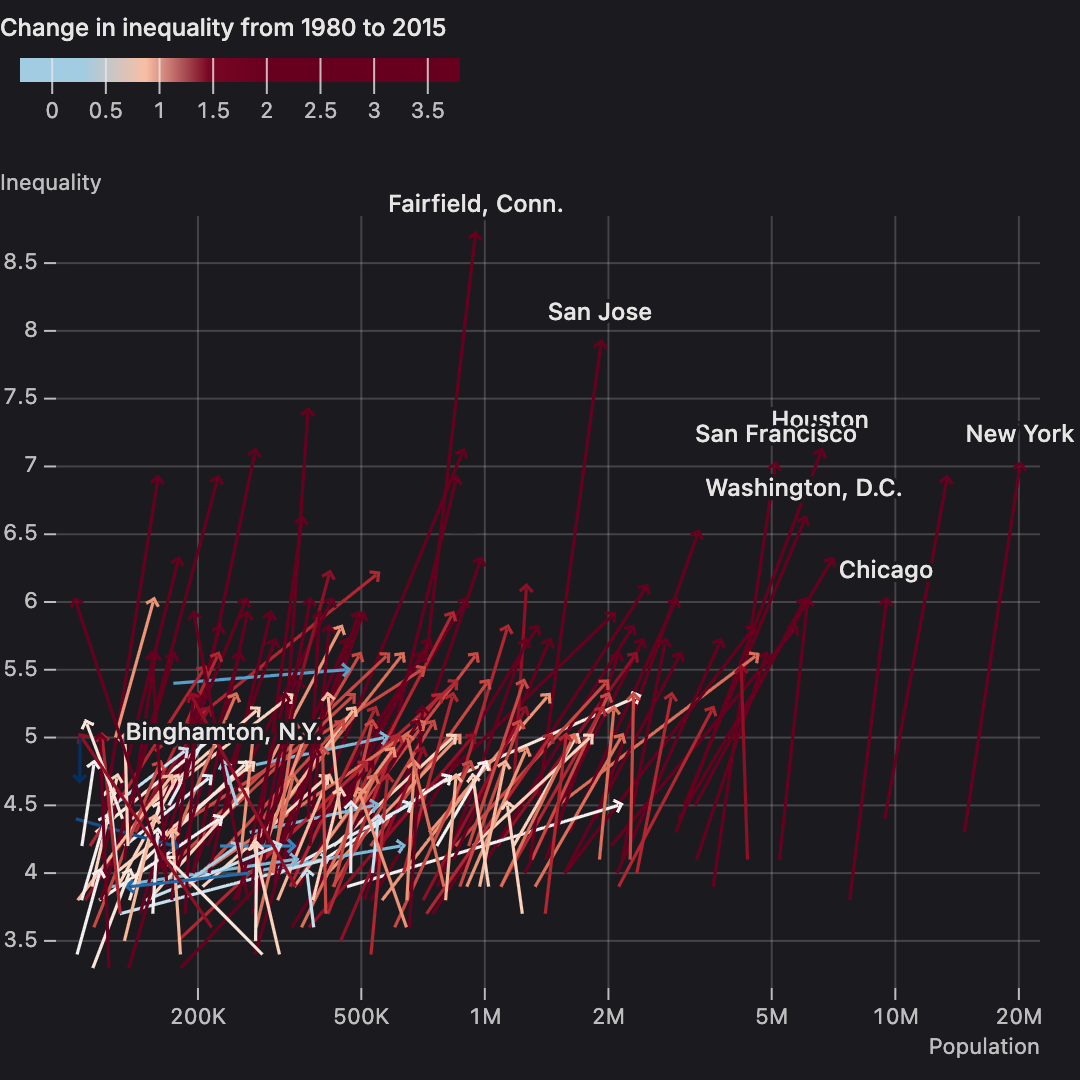 Change in inequality from 1980 to 2015
0 0.5 1 1.5 2 2.5 3 3.5
Inequality
Fairfield, Conn.
8.5
San Jose
8
7.5
Houston
San Francisco
New York
7
Washington, D.C.
6.5
Chicago
6
5.5
Binghamton, N.Y.
5
4.5
4
3.5
200K 500K 1M 2M 5M 10M 20M
Population